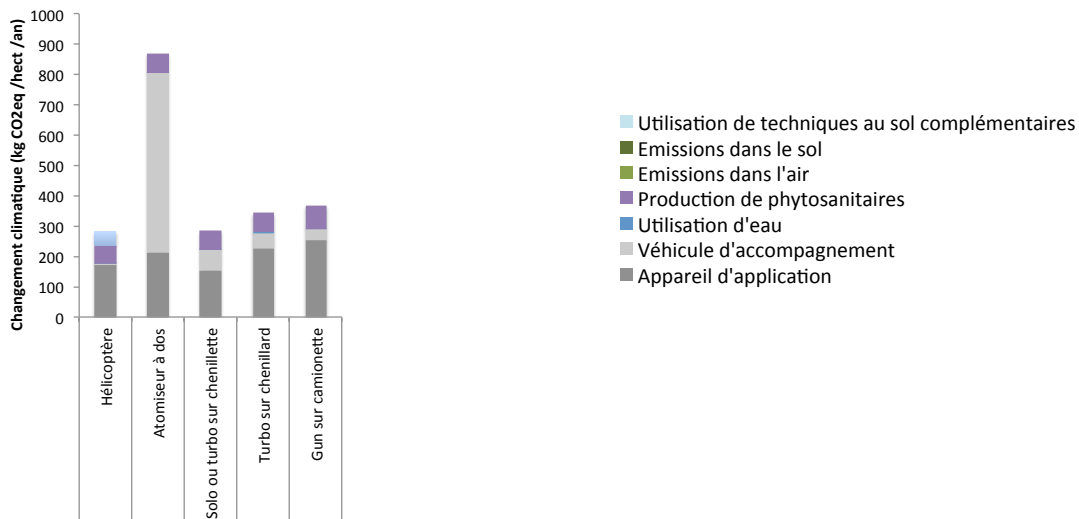 Changement climatique (kg CO2eq /hect /an)
1000
900
800
700
600
500
400
300
200
100
0
Hélicoptère
Atomiseur à dos
Solo ou turbo sur chenillette
Turbo sur chenillard
Gun sur camionette
Utilisation de techniques au sol complémentaires
Emissions dans le sol
Emissions dans l'air
Production de phytosanitaires
Utilisation d'eau
Véhicule d'accompagnement
Appareil d'application